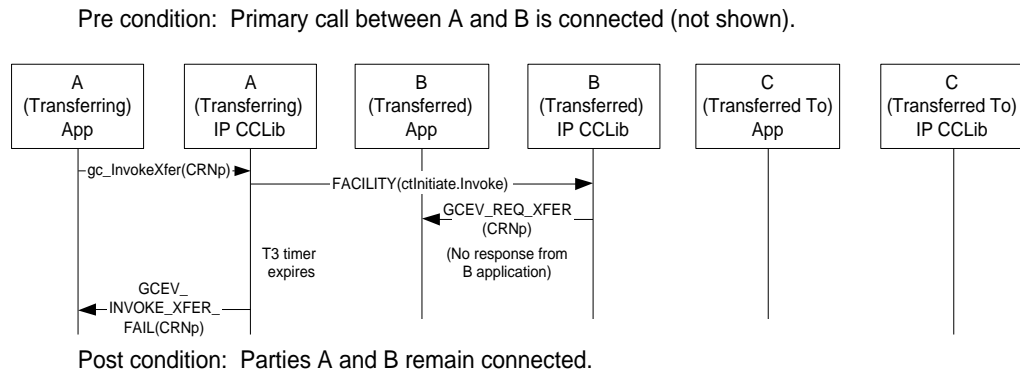 Pre condition:  Primary call between A and B is connected (not shown).
A
(Transferring)
App
A
(Transferring)
IP CCLib
B
(Transferred)
App
B
(Transferred)
IP CCLib
C
(Transferred To)
App
C
(Transferred To)
IP CCLib
gc_InvokeXfer(CRNp)
FACILITY(ctInitiate.Invoke)
GCEV_REQ_XFER
(CRNp)
T3 timer
expires
(No response from
B application)
GCEV_
INVOKE_XFER_
FAIL(CRNp)
Post condition:  Parties A and B remain connected.